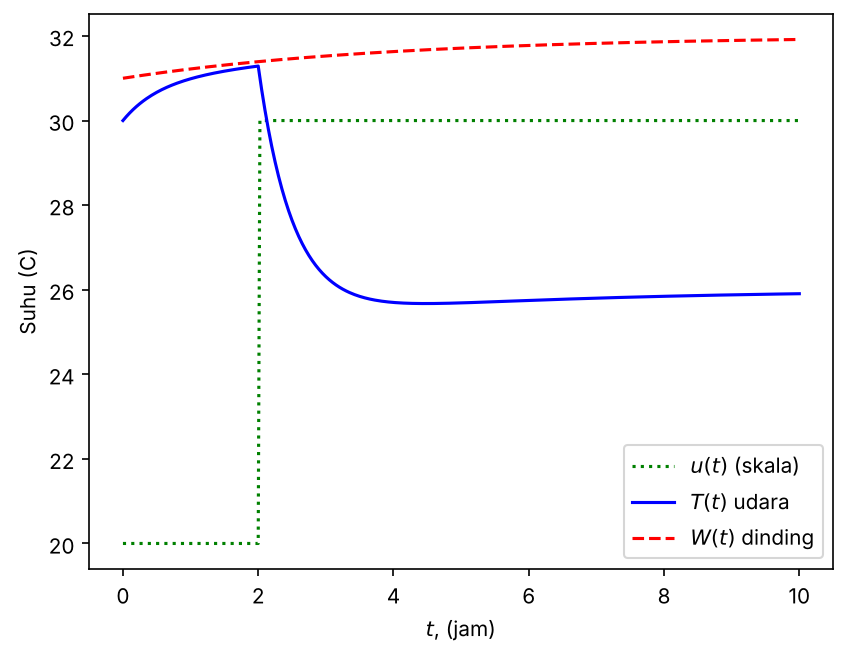 32
30
28
26
24
22
20
Suhu (C)
u(t) (skala)
T(t) udara
W(t) dinding
0 2 4 6 8 10
t, (jam)